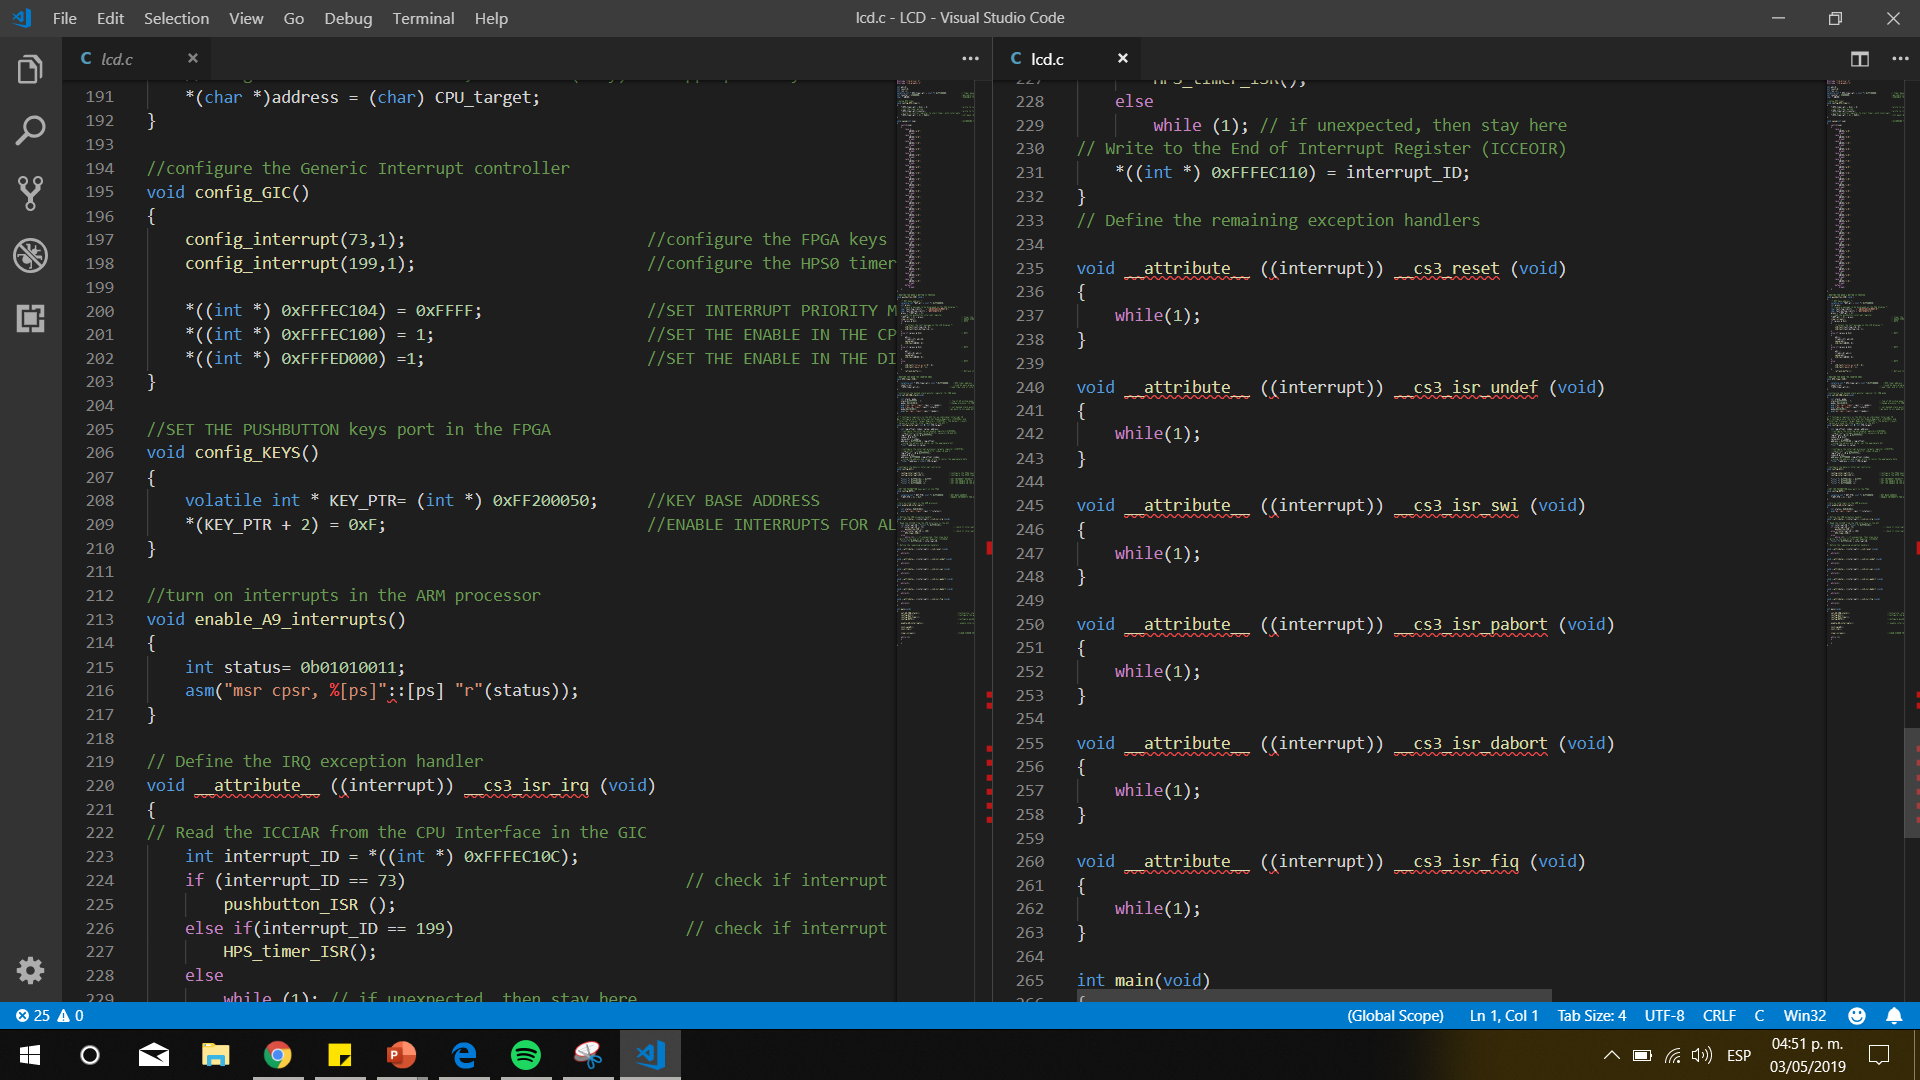 File Edit Selection View Go Debug Terminal Help
lcd.c - LCD - Visual Studio Code
C lcd.c
191 *(char *)address = (char) CPU_target;
192 }
193
194 //configure the Generic Interrupt controller
195 void config_GIC()
196 {
197 config_interrupt(73,1); //configure the FPGA keys
198 config_interrupt(199,1); //configure the HPS0 timer
199
200 *((int *) 0xFFFEC104) = 0xFFFF; //SET INTERRUPT PRIORITY M
201 *((int *) 0xFFFEC100) = 1; //SET THE ENABLE IN THE CP
202 *((int *) 0xFFFED000) =1; //SET THE ENABLE IN THE DI
203 }
204
205 //SET THE PUSHBUTTON keys port in the FPGA
206 void config_KEYS()
207 {
208 volatile int * KEY_PTR= (int *) 0xFF200050; //KEY BASE ADDRESS
209 *(KEY_PTR + 2) = 0xF; //ENABLE INTERRUPTS FOR AL
210 }
211
212 //turn on interrupts in the ARM processor
213 void enable_A9_interrupts()
214 {
215 int status= 0b01010011;
216 asm("msr cpsr, %[ps]"::[ps] "r"(status));
217 }
218
219 // Define the IRQ exception handler
220 void __attribute__ ((interrupt)) __cs3_isr_irq (void)
221 {
222 // Read the ICCIAR from the CPU Interface in the GIC
223 int interrupt_ID = *((int *) 0xFFFEC10C);
224 if (interrupt_ID == 73) // check if interrupt
225 pushbutton_ISR ();
226 else if(interrupt_ID == 199) // check if interrupt
227 HPS_timer_ISR();
228 else
229 while (1); // if unexpected, then stay here
C lcd.c
227 HPS_timer_ISR();
228 else
229 while (1); // if unexpected, then stay here
230 // Write to the End of Interrupt Register (ICCEOIR)
231 *((int *) 0xFFFEC110) = interrupt_ID;
232 }
233 // Define the remaining exception handlers
234
235 void __attribute__ ((interrupt)) __cs3_reset (void)
236 {
237 while(1);
238 }
239
240 void __attribute__ ((interrupt)) __cs3_isr_undef (void)
241 {
242 while(1);
243 }
244
245 void __attribute__ ((interrupt)) __cs3_isr_swi (void)
246 {
247 while(1);
248 }
249
250 void __attribute__ ((interrupt)) __cs3_isr_pabort (void)
251 {
252 while(1);
253 }
254
255 void __attribute__ ((interrupt)) __cs3_isr_dabort (void)
256 {
257 while(1);
258 }
259
260 void __attribute__ ((interrupt)) __cs3_isr_fiq (void)
261 {
262 while(1);
263 }
264
265 int main(void)
266 {
25 0
(Global Scope) Ln 1, Col 1 Tab Size: 4 UTF-8 CRLF C Win32
ESP
04:51 p. m.
03/05/2019